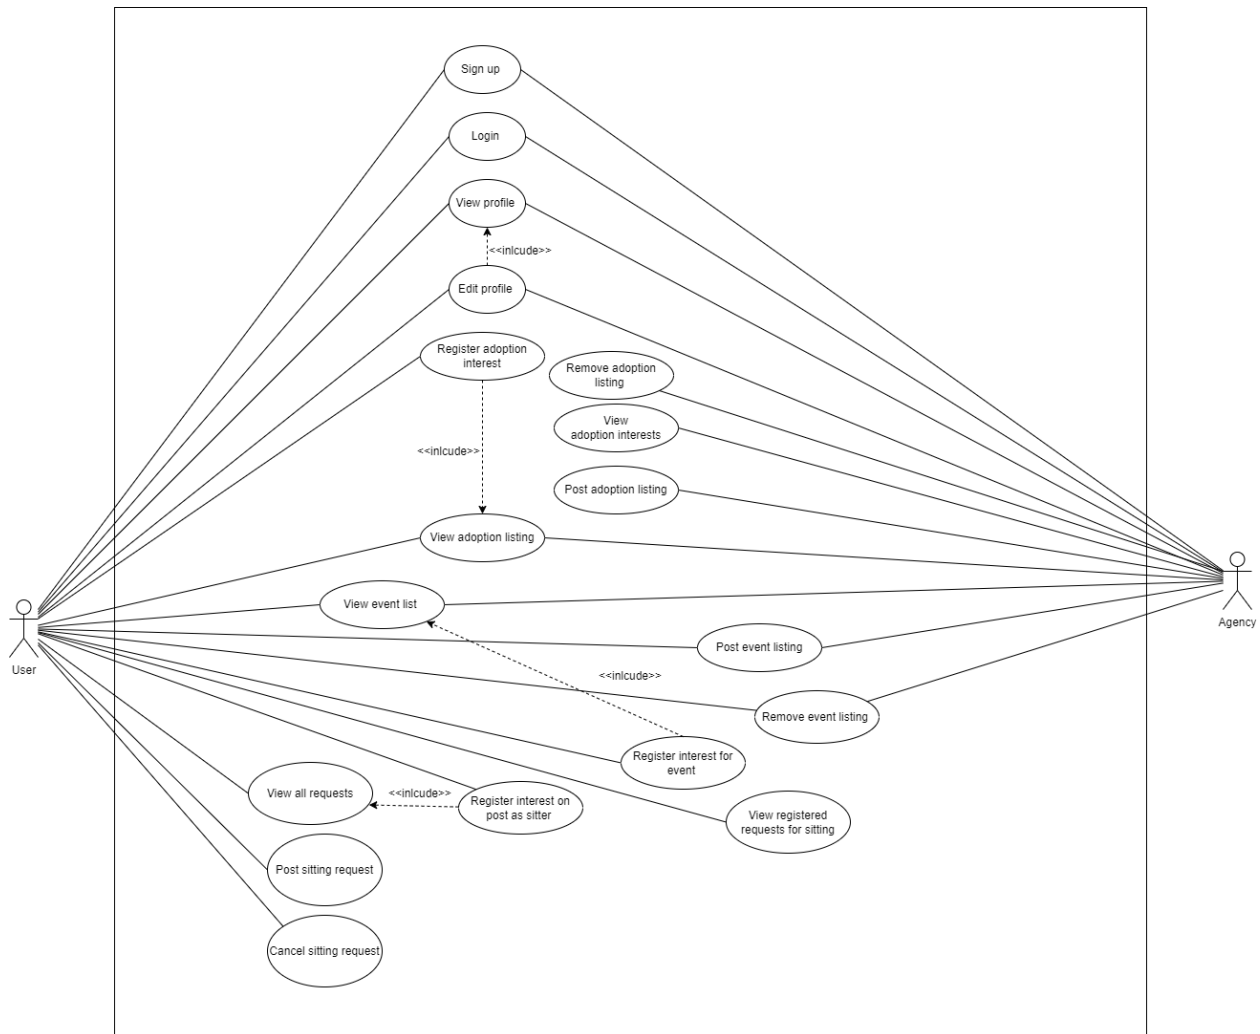 Sign up
Login
View profile
<<inlcude>>
Edit profile
Register adoption
interest
Remove adoption
listing
View
adoption interests
<<inlcude>>
Post adoption listing
View adoption listing
View event list
Post event listing
User
Agency
<<inlcude>>
Remove event listing
Register interest for
event
View all requests
<<inlcude>>
Register interest on
post as sitter
View registered
requests for sitting
Post sitting request
Cancel sitting request